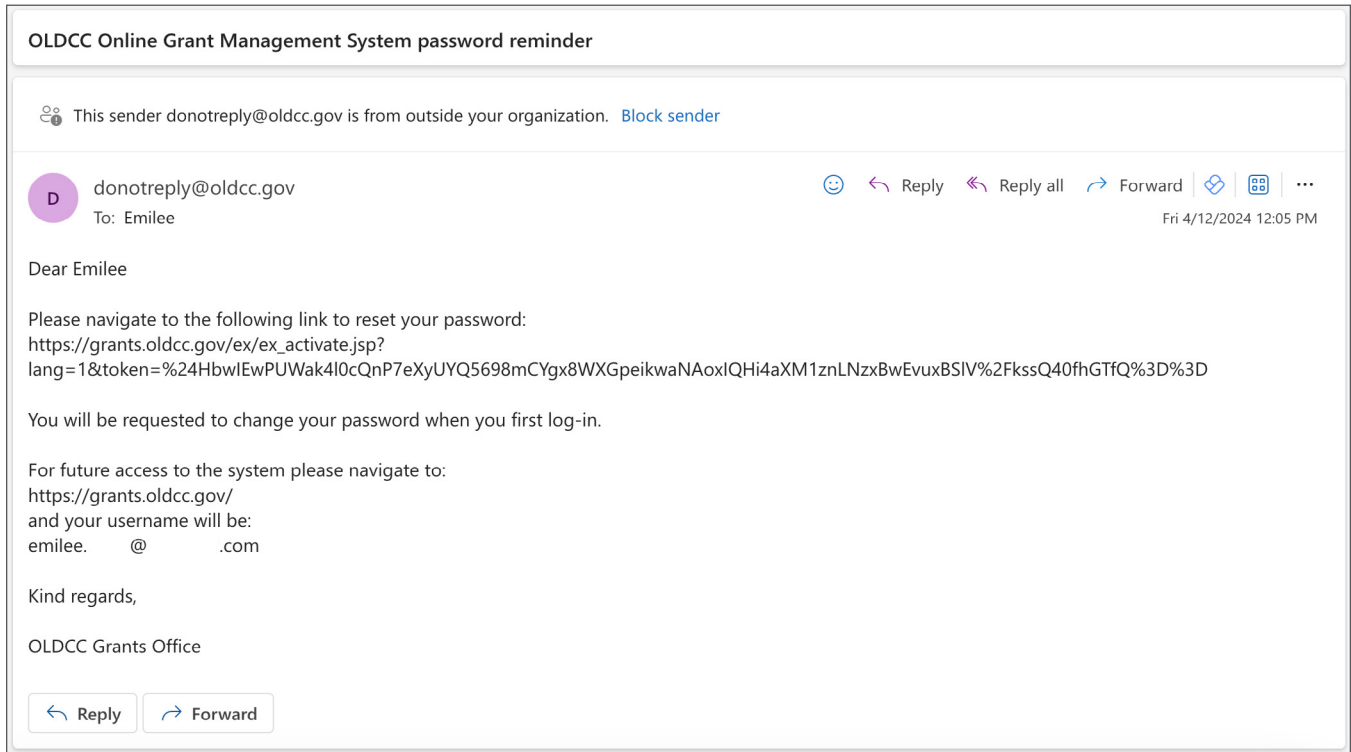 OLDCC Online Grant Management System password reminder
This sender donotreply@oldcc.gov is from outside your organization. Block sender
D
donotreply@oldcc.gov
Reply Reply all Forward
To: Emilee
Fri 4/12/2024 12:05 PM
Dear Emilee
Please navigate to the following link to reset your password:
https://grants.oldcc.gov/ex/ex_activate.jsp?
lang=1&token=%24HbwIEwPUWak4l0cQnP7eXyUYQ5698mCYgx8WXGpeikwaNAoxIQHi4aXM1znLNzxBwEvuxBSlV%2FkssQ40fhGTfQ%3D%3D
You will be requested to change your password when you first log-in.
For future access to the system please navigate to:
https://grants.oldcc.gov/
and your username will be:
emilee. @ .com
Kind regards,
OLDCC Grants Office
Reply Forward